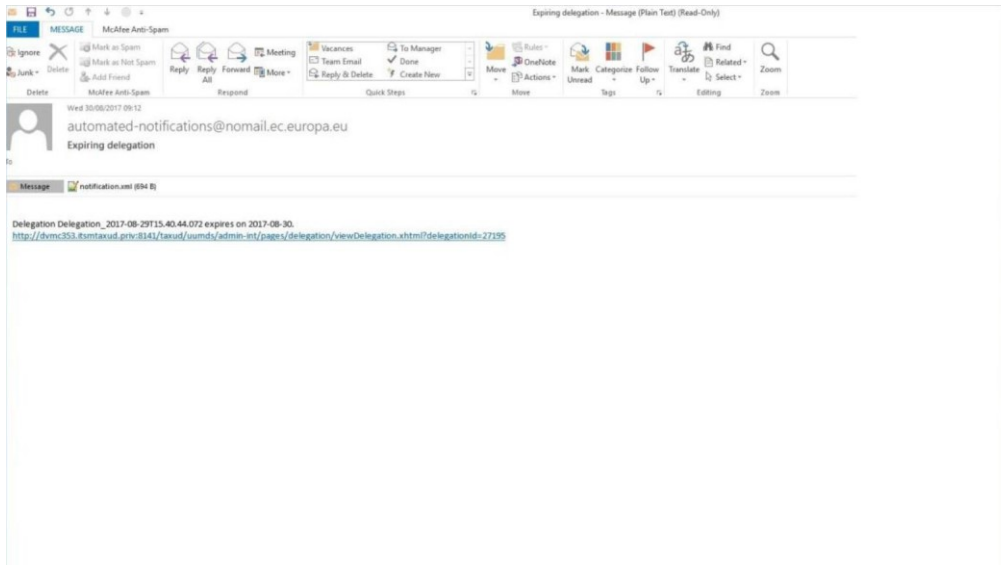 Expiring delegation - Message (Plain Text) (Read-Only)
FILE MESSAGE McAfee Anti-Spam
Ignore
Junk
Delete
Delete
Mark as Spam
Mark as Not Spam
Add Friend
McAfee Anti-Spam
Reply
Reply All
Forward
Meeting
More
Respond
Vacances
Team Email
Reply & Delete
To Manager
Done
Create New
Quick Steps
Move
Rules
OneNote
Actions
Move
Mark Unread
Categorize
Follow Up
Tags
Translate
Find
Related
Select
Editing
Zoom
Zoom
Wed 30/08/2017 09:12
automated-notifications@nomail.ec.europa.eu
Expiring delegation
Message notification.xml (694 B)
Delegation Delegation_2017-08-29T15.40.44.072 expires on 2017-08-30.
http://dvmc353.itsmtaxud.priv:8141/taxud/uumds/admin-int/pages/delegation/viewDelegation.xhtml?delegationId=27195